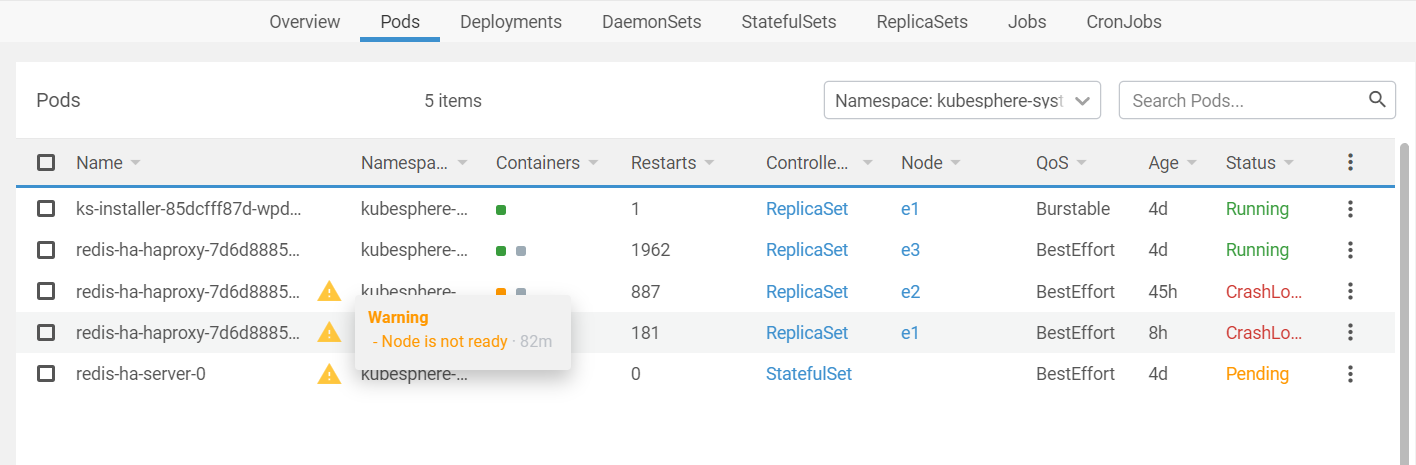 Overview Pods Deployments DaemonSets StatefulSets ReplicaSets Jobs CronJobs
Pods 5 items Namespace: kubesphere-syst Search Pods...
Name Namespa... Containers Restarts Controlle... Node QoS Age Status
ks-installer-85dcfff87d-wpd... kubesphere-... 1 ReplicaSet e1 Burstable 4d Running
redis-ha-haproxy-7d6d8885... kubesphere-... 1962 ReplicaSet e3 BestEffort 4d Running
redis-ha-haproxy-7d6d8885... kubesphere-... 887 ReplicaSet e2 BestEffort 45h CrashLo...
Warning
redis-ha-haproxy-7d6d8885... 181 ReplicaSet e1 BestEffort 8h CrashLo...
- Node is not ready · 82m
redis-ha-server-0 kubesphere-... 0 StatefulSet BestEffort 4d Pending